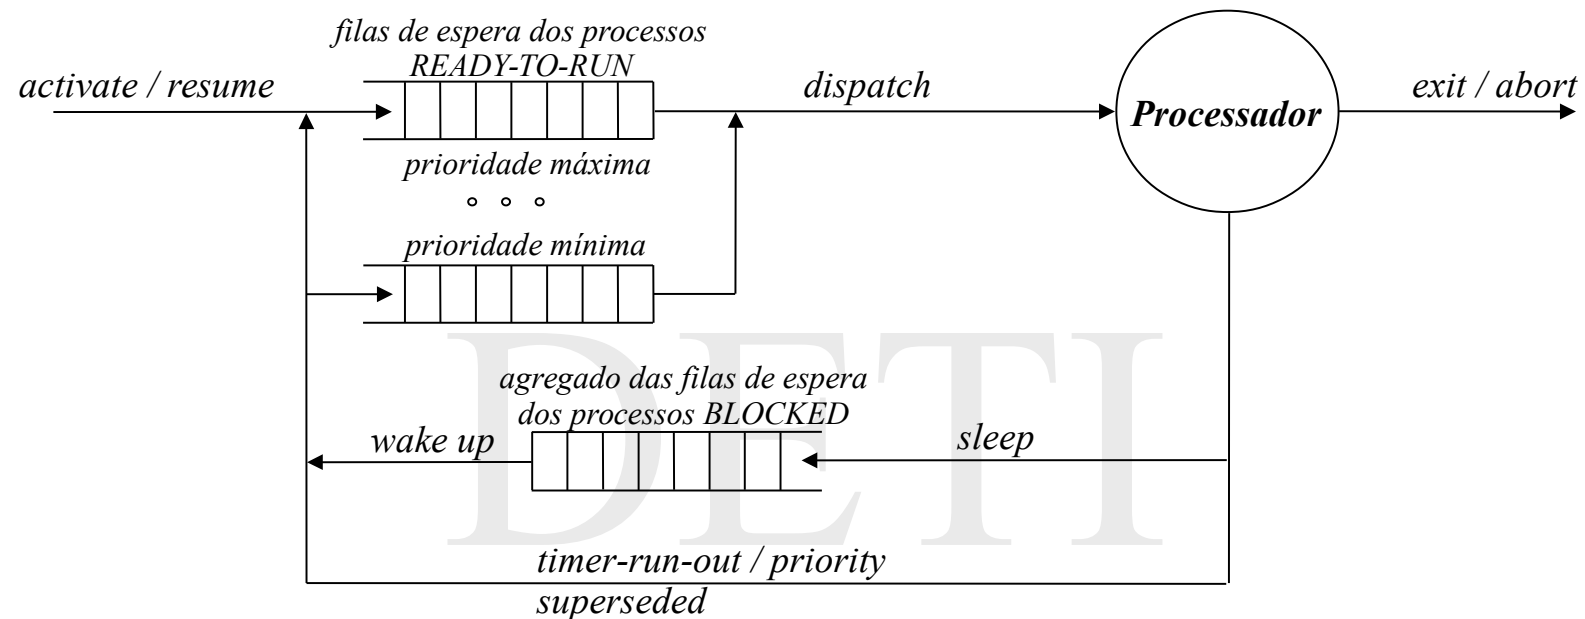 filas de espera dos processos
READY-TO-RUN
activate / resume
dispatch
exit / abort
Processador
prioridade máxima
prioridade mínima
agregado das filas de espera
dos processos BLOCKED
wake up
sleep
DETI
timer-run-out / priority
superseded